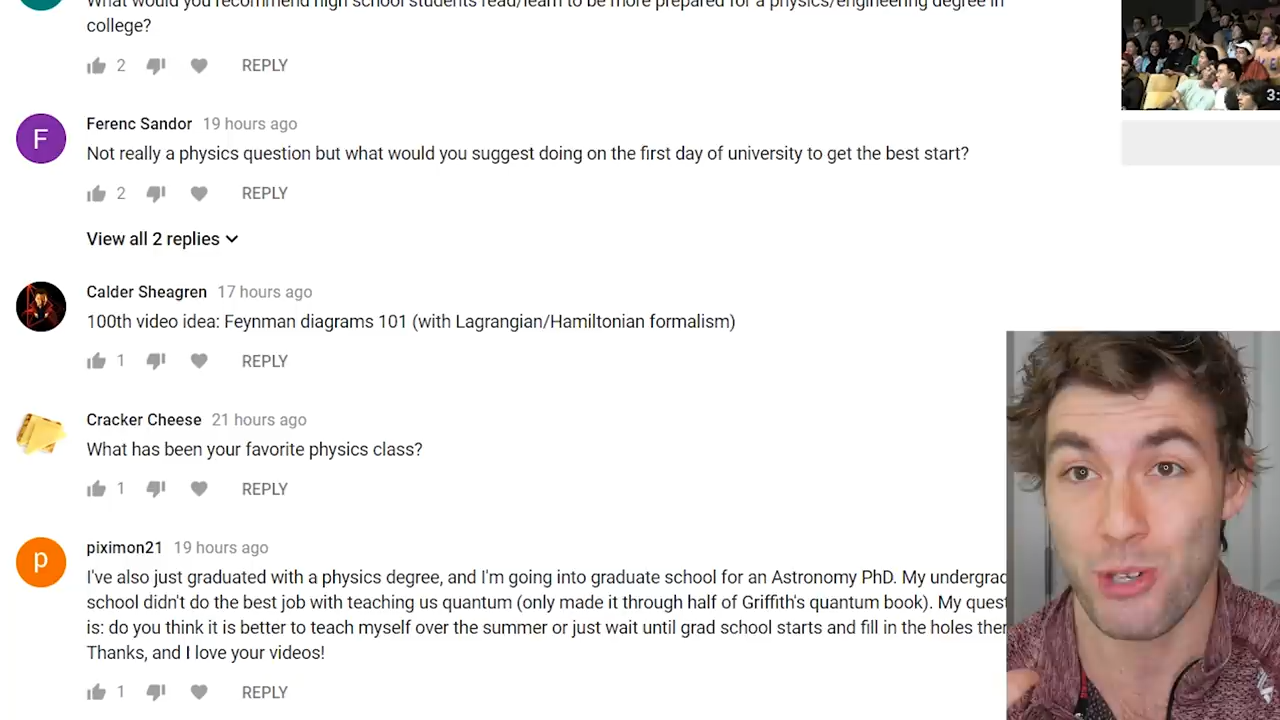 What would you recommend high school students read/learn to be more prepared for a physics/engineering degree in
college?
2 REPLY
F
Ferenc Sandor 19 hours ago
Not really a physics question but what would you suggest doing on the first day of university to get the best start?
2 REPLY
View all 2 replies
Calder Sheagren 17 hours ago
100th video idea: Feynman diagrams 101 (with Lagrangian/Hamiltonian formalism)
1 REPLY
Cracker Cheese 21 hours ago
What has been your favorite physics class?
1 REPLY
p
piximon21 19 hours ago
I've also just graduated with a physics degree, and I'm going into graduate school for an Astronomy PhD. My undergrad
school didn't do the best job with teaching us quantum (only made it through half of Griffith's quantum book). My quest
is: do you think it is better to teach myself over the summer or just wait until grad school starts and fill in the holes ther
Thanks, and I love your videos!
1 REPLY
3: